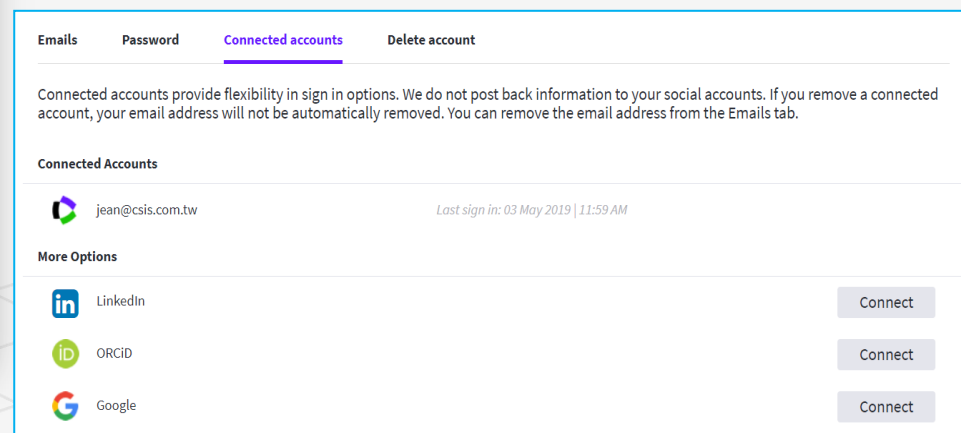 Emails Password Connected accounts Delete account
Connected accounts provide flexibility in sign in options. We do not post back information to your social accounts. If you remove a connected
account, your email address will not be automatically removed. You can remove the email address from the Emails tab.
Connected Accounts
jean@csis.com.tw Last sign in: 03 May 2019 | 11:59 AM
More Options
in LinkedIn Connect
iD ORCiD Connect
G Google Connect